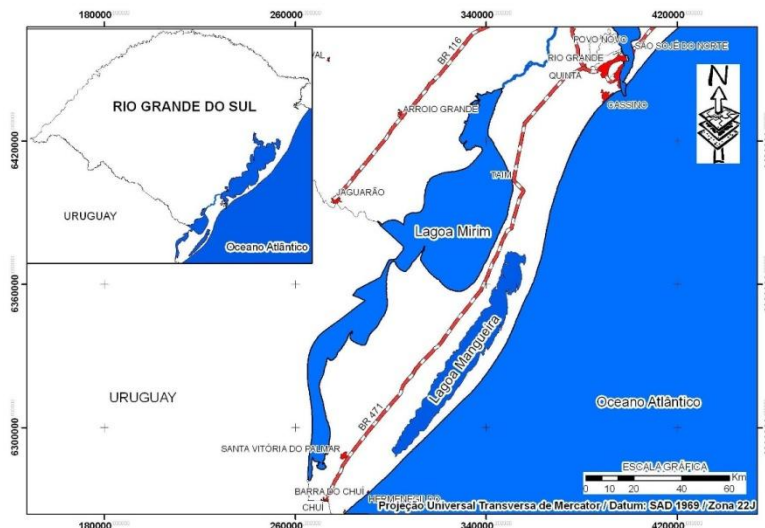 180000
260000
340000
420000
RIO GRANDE DO SUL
URUGUAY
Oceano Atlântico
VAL
BR 116
POVO NOVO
SÃO SOJÉ DO NORTE
RIO GRANDE
QUINTA
CASSINO
N
ARROIO GRANDE
6420000
TAIM
JAGUARÃO
Lagoa Mirim
6360000
Lagoa Mangueira
URUGUAY
Oceano Atlântico
BR 471
6300000
SANTA VITÓRIA DO PALMAR
ESCALA GRÁFICA
Km
0 10 20 40 60
BARRA DO CHUÍ
CHUÍ
Projeção Universal Transversa de Mercator / Datum: SAD 1969 / Zona 22J
180000
260000
340000
420000